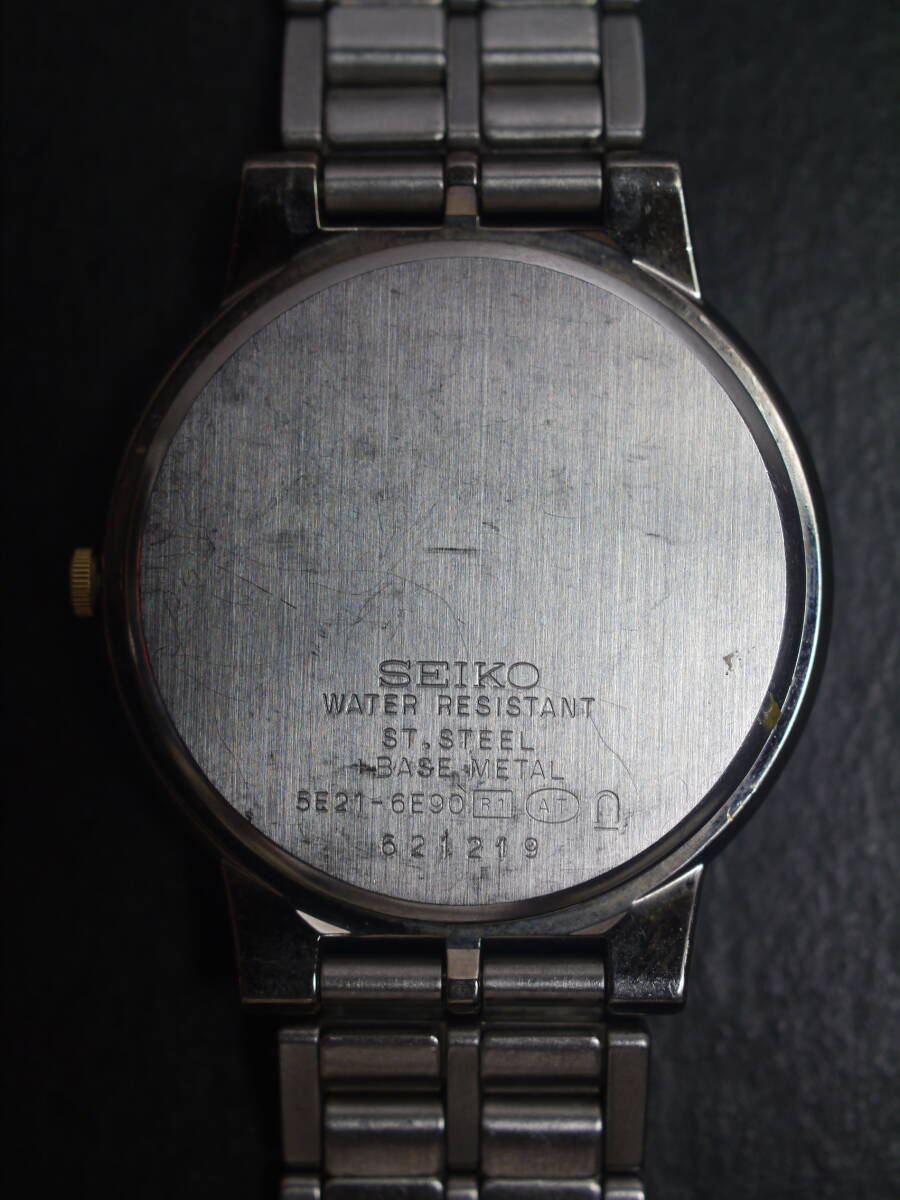 SEIKO
WATER RESISTANT
ST. STEEL
+BASE METAL
5E21-6E90 R1 AT
621219